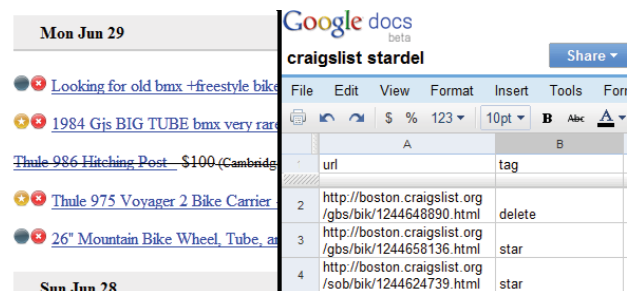 Mon Jun 29
Looking for old bmx +freestyle bike
1984 Gjs BIG TUBE bmx very rare
Thule 986 Hitching Post - $100 (Cambridg
Thule 975 Voyager 2 Bike Carrier -
26" Mountain Bike Wheel, Tube, an
Sun Jun 28
Google docs
beta
craigslist stardel
Share
File Edit View Format Insert Tools For
$ % 123 10pt B Abc A
A B
url tag
2 http://boston.craigslist.org
/gbs/bik/1244648890.html delete
3 http://boston.craigslist.org
/gbs/bik/1244658136.html star
4 http://boston.craigslist.org
/sob/bik/1244624739.html star